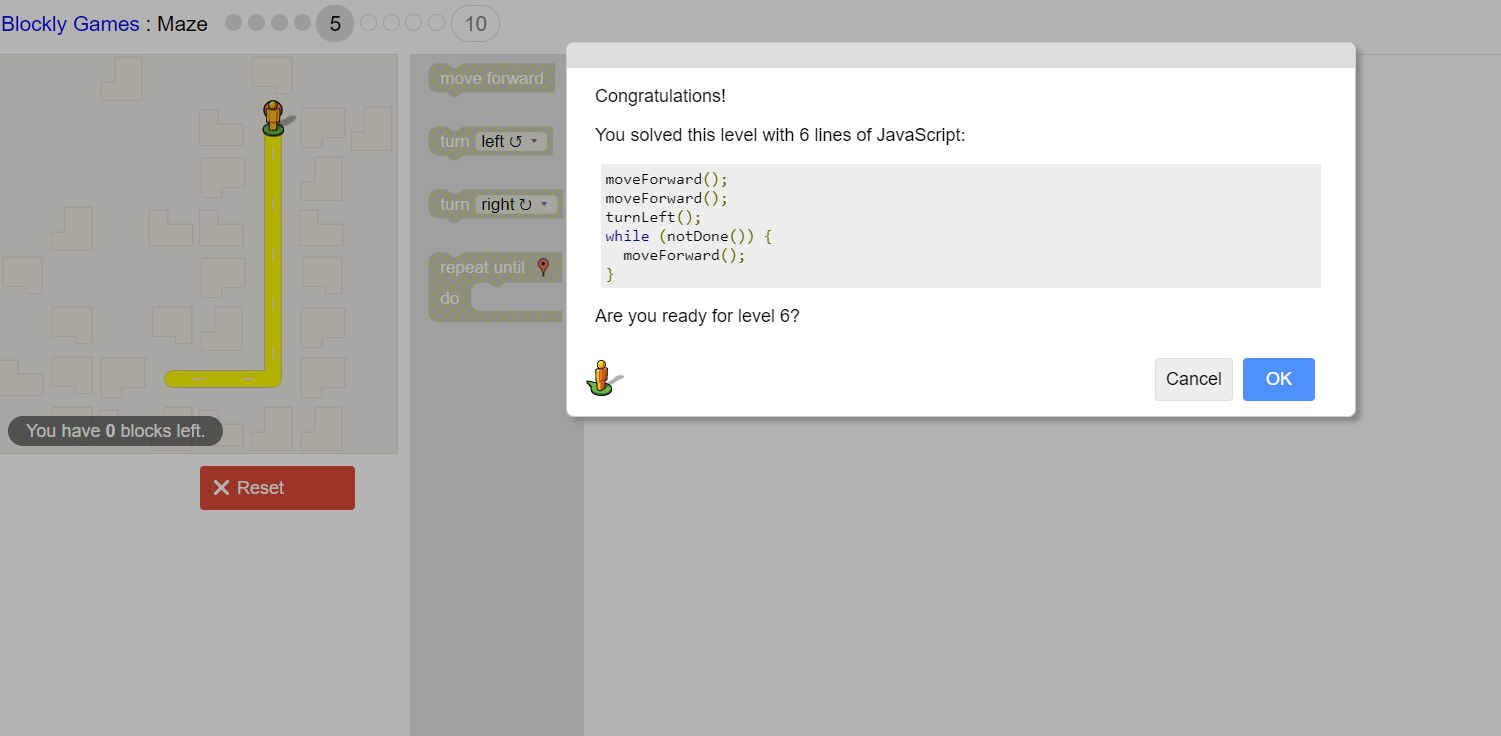 Blockly Games : Maze 5 10
move forward
turn left ↺
turn right ↻
repeat until
do
You have 0 blocks left.
Reset
Congratulations!
You solved this level with 6 lines of JavaScript:
moveForward();
moveForward();
turnLeft();
while (notDone()) {
  moveForward();
}
Are you ready for level 6?
Cancel OK